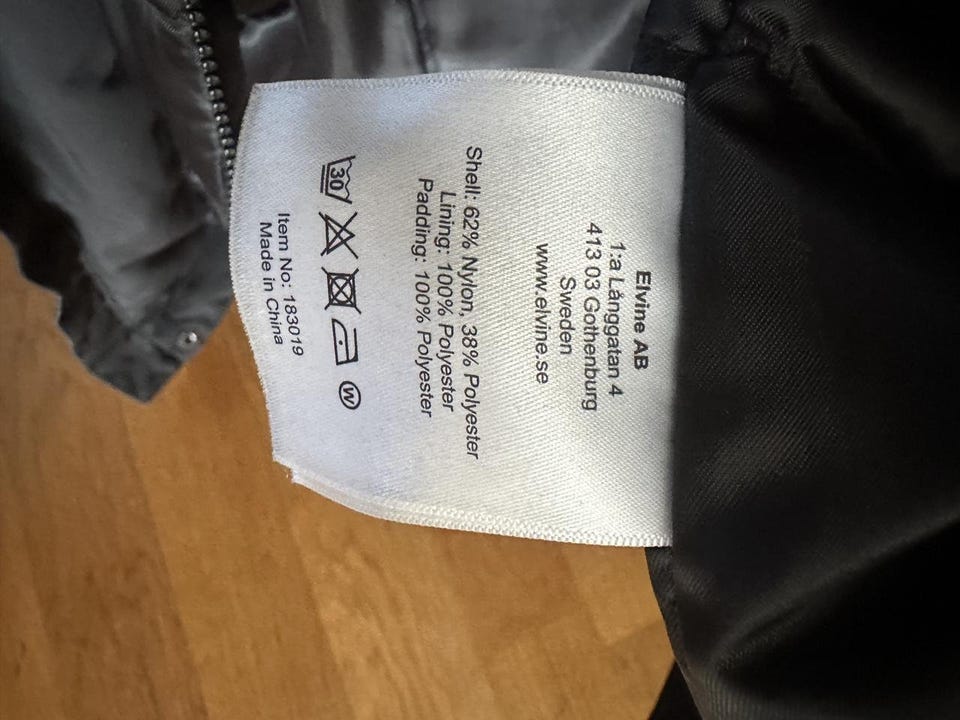 Elvine AB
1:a Långgatan 4
413 03 Gothenburg
Sweden
www.elvine.se
Shell: 62% Nylon, 38% Polyester
Lining: 100% Polyester
Padding: 100% Polyester
30 W
Item No: 183019
Made in China